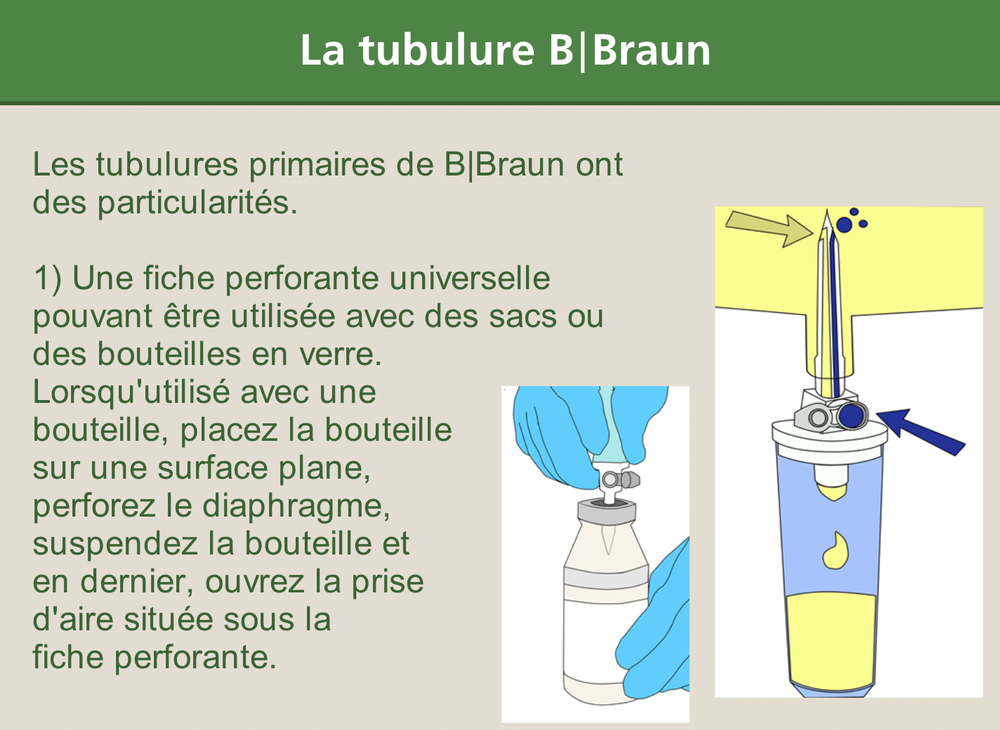 La tubulure B|Braun
Les tubulures primaires de B|Braun ont
des particularités.
1) Une fiche perforante universelle
pouvant être utilisée avec des sacs ou
des bouteilles en verre.
Lorsqu'utilisé avec une
bouteille, placez la bouteille
sur une surface plane,
perforez le diaphragme,
suspendez la bouteille et
en dernier, ouvrez la prise
d'aire située sous la
fiche perforante.